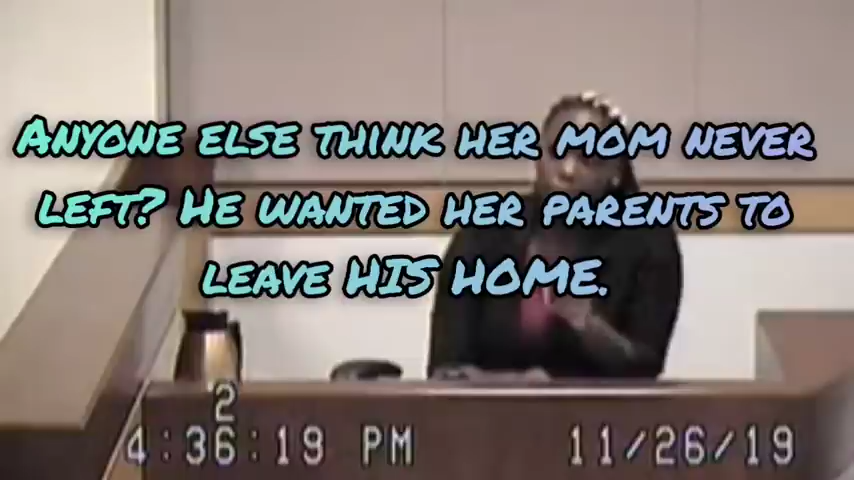 Anyone else think her mom never
left? He wanted her parents to
leave HIS HOME.
2
4:36:19 PM 11/26/19